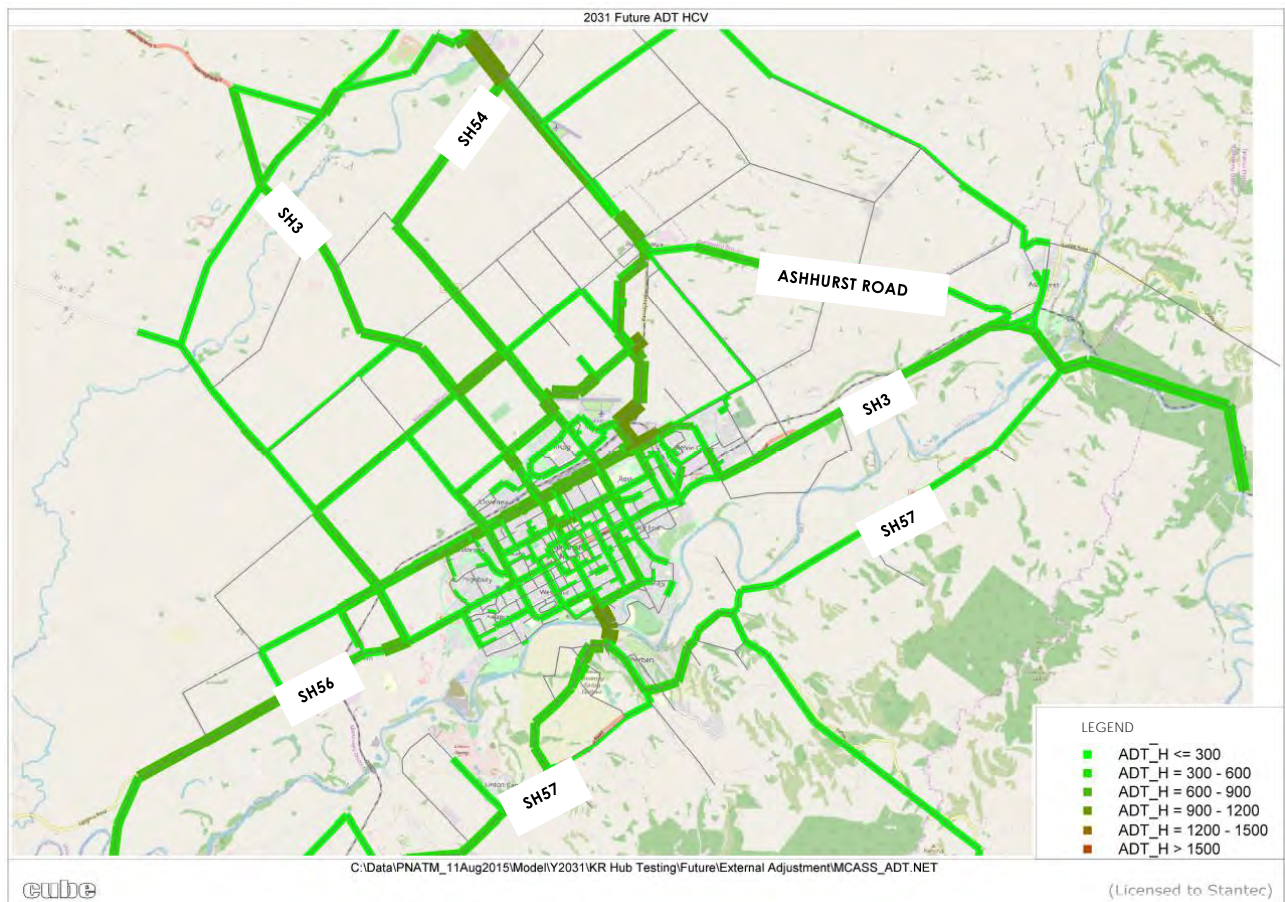 2031 Future ADT HCV
SH54
SH3
ASHHURST ROAD
SH3
SH57
SH56
SH57
LEGEND
ADT_H <= 300
ADT_H = 300 - 600
ADT_H = 600 - 900
ADT_H = 900 - 1200
ADT_H = 1200 - 1500
ADT_H > 1500
C:\Data\PNATM_11Aug2015\Model\Y2031\KR Hub Testing\Future\External Adjustment\MCASS_ADT.NET
cube
(Licensed to Stantec)